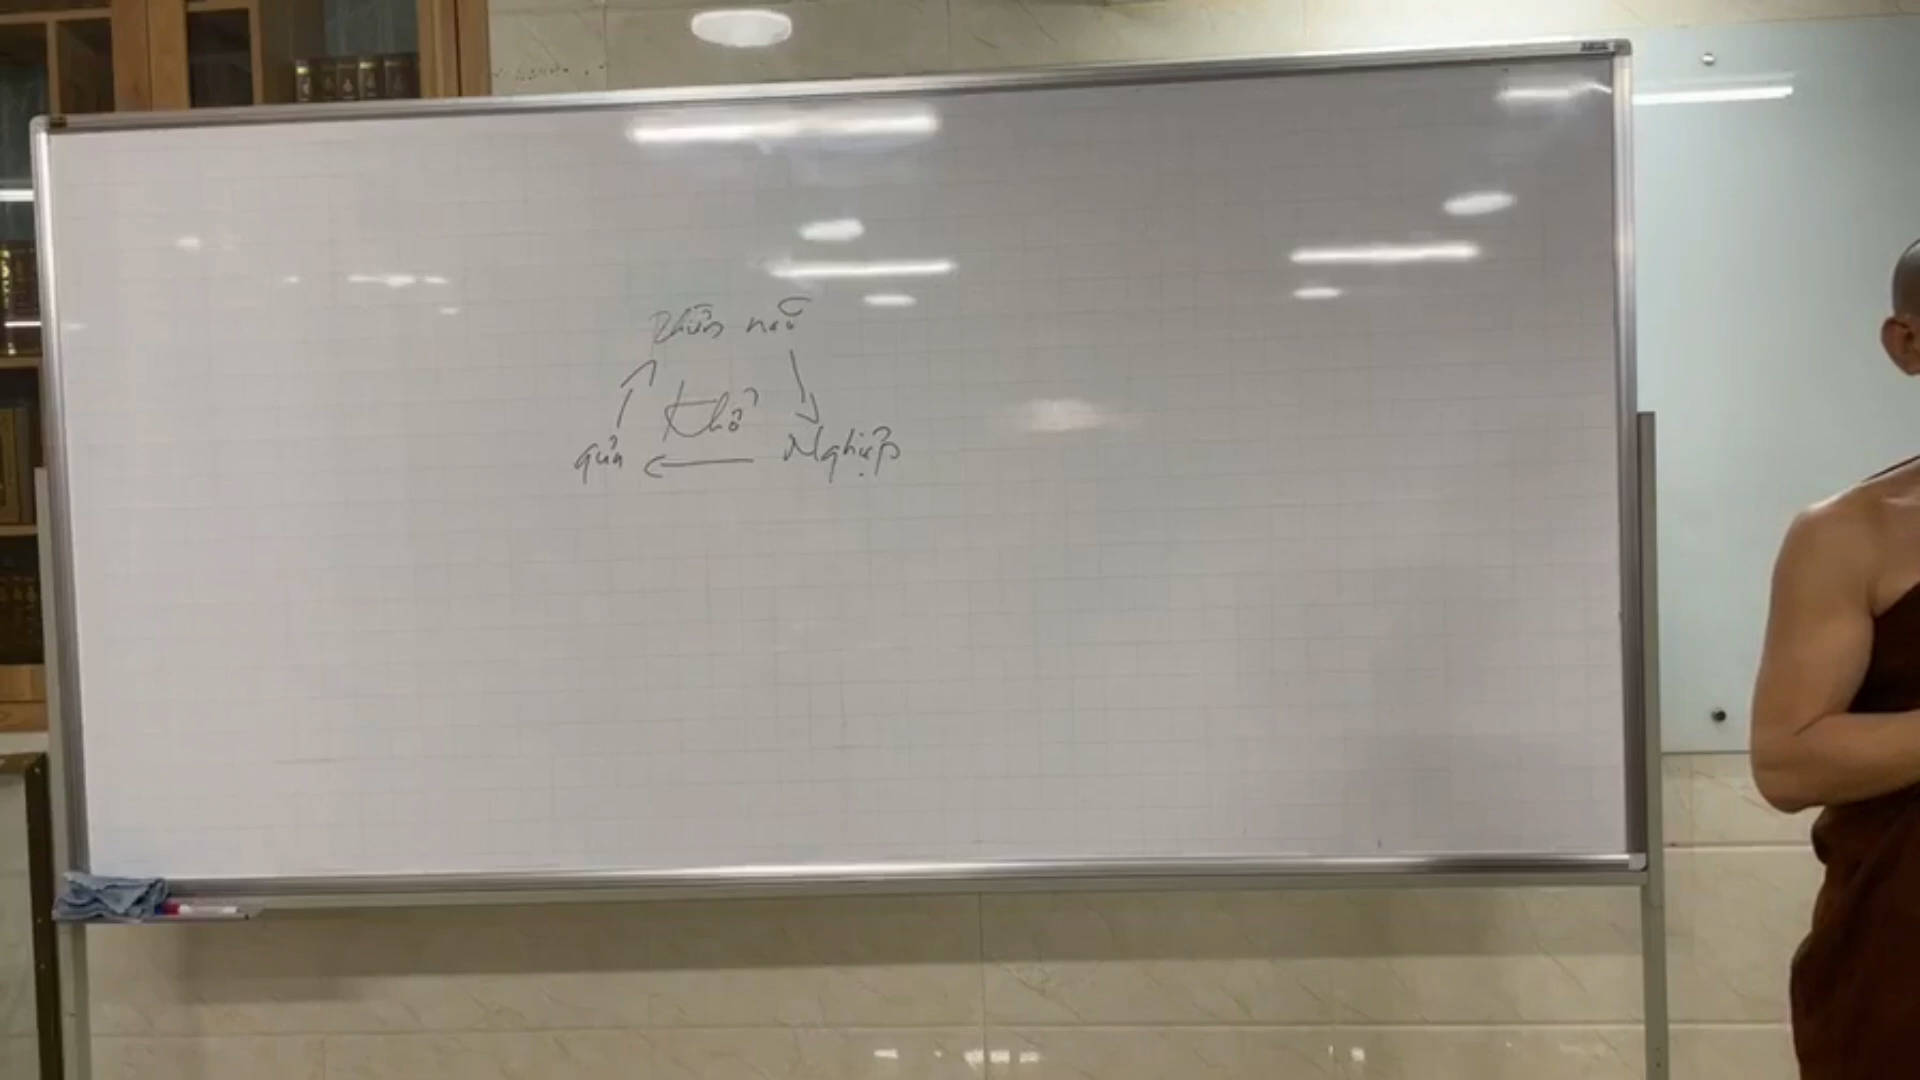 Phiền não
Khổ
quả
Nghiệp